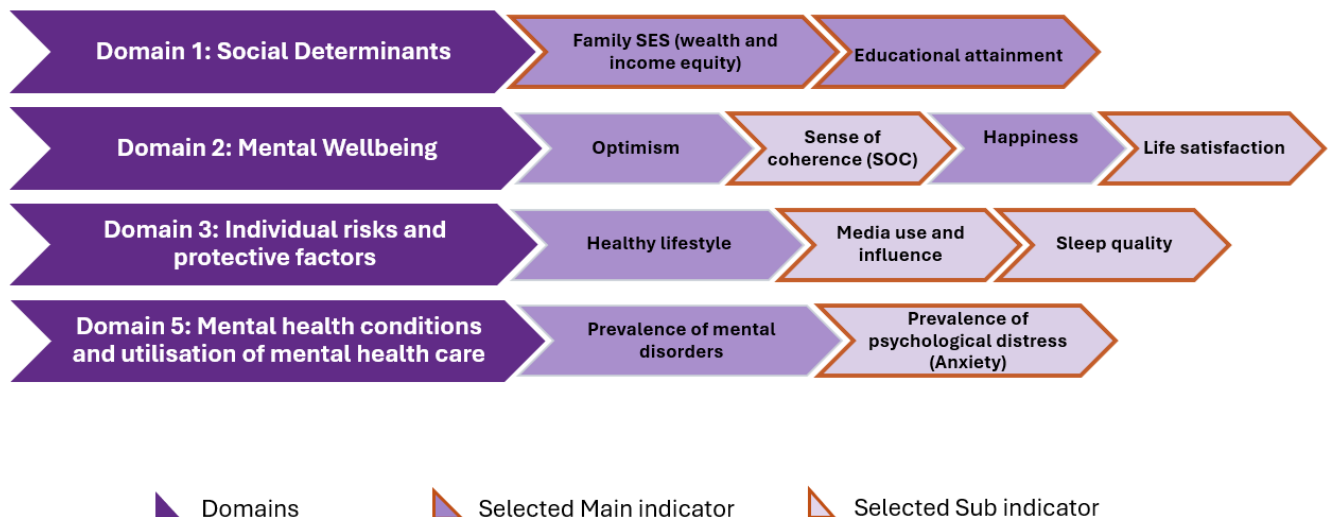 Domain 1: Social Determinants
Family SES (wealth and
income equity)
Educational attainment
Domain 2: Mental Wellbeing
Optimism
Sense of
coherence (SOC)
Happiness
Life satisfaction
Domain 3: Individual risks and
protective factors
Healthy lifestyle
Media use and
influence
Sleep quality
Domain 5: Mental health conditions
and utilisation of mental health care
Prevalence of mental
disorders
Prevalence of
psychological distress
(Anxiety)
Domains
Selected Main indicator
Selected Sub indicator